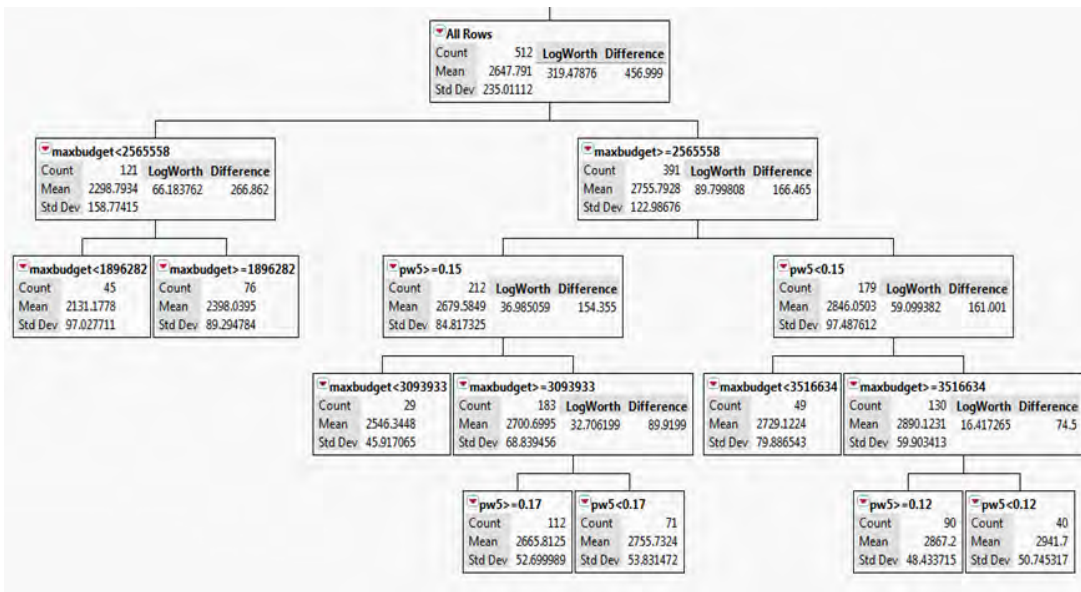 All Rows
Count 512 LogWorth Difference
Mean 2647.791 319.47876 456.999
Std Dev 235.01112
maxbudget<2565558
Count 121 LogWorth Difference
Mean 2298.7934 66.183762 266.862
Std Dev 158.77415
maxbudget>=2565558
Count 391 LogWorth Difference
Mean 2755.7928 89.799808 166.465
Std Dev 122.98676
maxbudget<1896282
Count 45
Mean 2131.1778
Std Dev 97.027711
maxbudget>=1896282
Count 76
Mean 2398.0395
Std Dev 89.294784
pw5>=0.15
Count 212 LogWorth Difference
Mean 2679.5849 36.985059 154.355
Std Dev 84.817325
pw5<0.15
Count 179 LogWorth Difference
Mean 2846.0503 59.099382 161.001
Std Dev 97.487612
maxbudget<3093933
Count 29
Mean 2546.3448
Std Dev 45.917065
maxbudget>=3093933
Count 183 LogWorth Difference
Mean 2700.6995 32.706199 89.9199
Std Dev 68.839456
maxbudget<3516634
Count 49
Mean 2729.1224
Std Dev 79.886543
maxbudget>=3516634
Count 130 LogWorth Difference
Mean 2890.1231 16.417265 74.5
Std Dev 59.903413
pw5>=0.17
Count 112
Mean 2665.8125
Std Dev 52.699989
pw5<0.17
Count 71
Mean 2755.7324
Std Dev 53.831472
pw5>=0.12
Count 90
Mean 2867.2
Std Dev 48.433715
pw5<0.12
Count 40
Mean 2941.7
Std Dev 50.745317